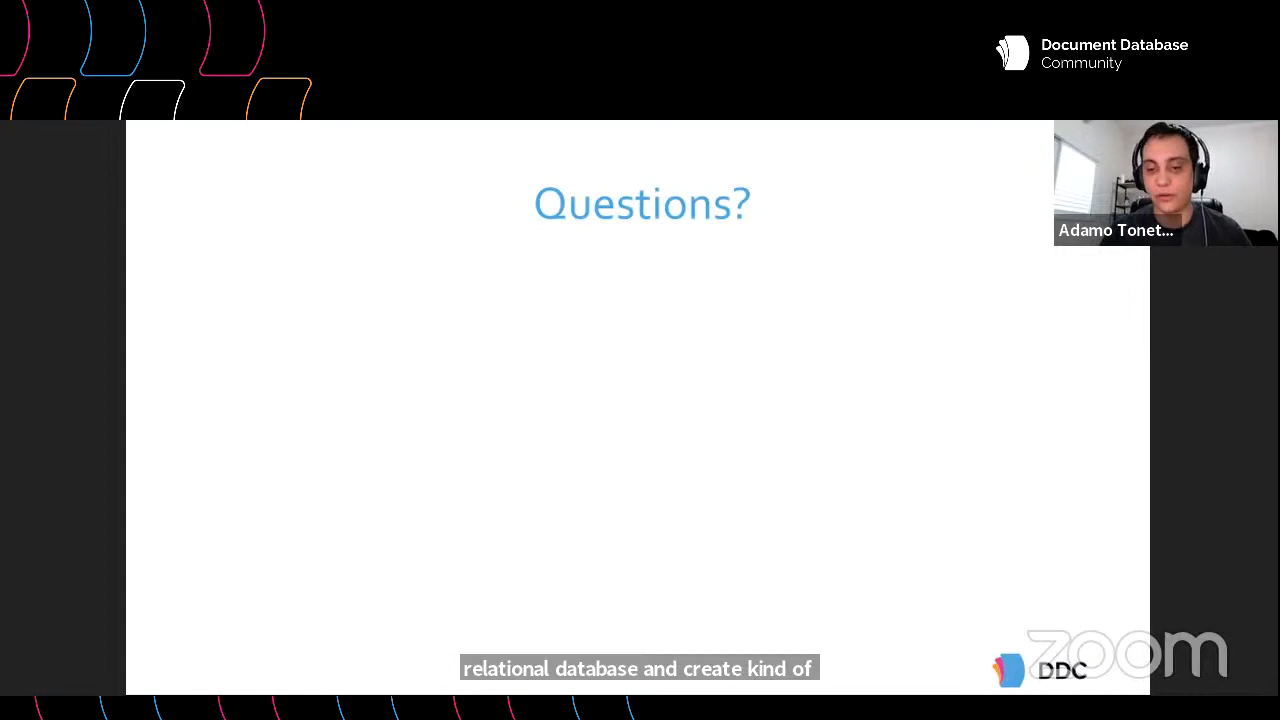 Document Database
Community
Questions?
Adamo Tonet...
relational database and create kind of
DDC
zoom